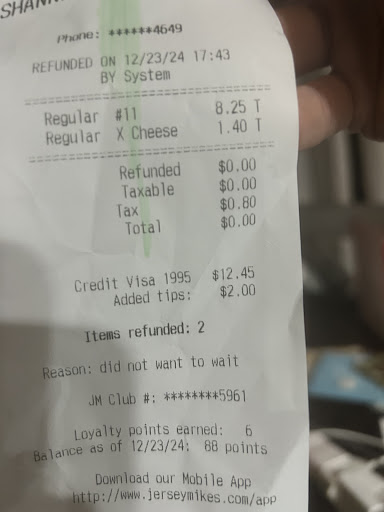 Phone: ******4649
REFUNDED ON 12/23/24 17:43
BY System
Regular #11 8.25 T
Regular X Cheese 1.40 T
Refunded $0.00
Taxable $0.00
Tax $0.80
Total $0.00
Credit Visa 1995 $12.45
Added tips: $2.00
Items refunded: 2
Reason: did not want to wait
JM Club #: ********5961
Loyalty points earned: 6
Balance as of 12/23/24: 88 points
Download our Mobile App
http://www.jerseymikes.com/app